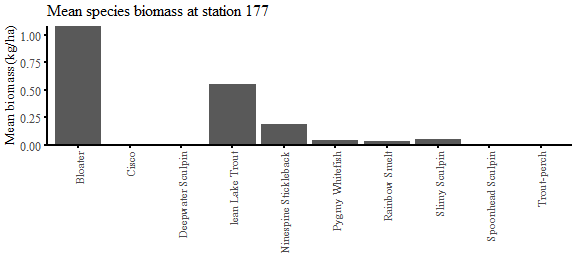 Mean species biomass at station 177
Mean biomass (kg/ha)
1.00
0.75
0.50
0.25
0.00
Bloater
Cisco
Deepwater Sculpin
lean Lake Trout
Ninespine Stickleback
Pygmy Whitefish
Rainbow Smelt
Slimy Sculpin
Spoonhead Sculpin
Trout-perch